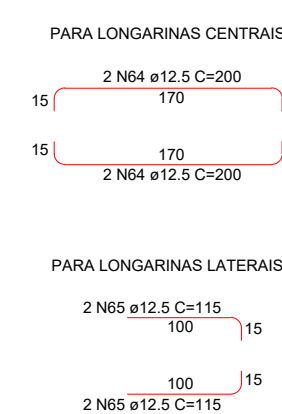 PARA LONGARINAS CENTRAIS
2 N64 ø12.5 C=200
15
170
15
170
2 N64 ø12.5 C=200
PARA LONGARINAS LATERAIS
2 N65 ø12.5 C=115
100
15
100
15
2 N65 ø12.5 C=115